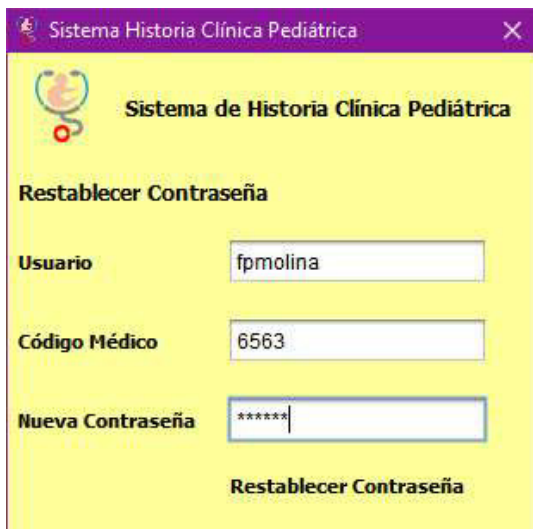 Sistema Historia Clínica Pediátrica
Sistema de Historia Clínica Pediátrica
Restablecer Contraseña
Usuario fpmolina
Código Médico 6563
Nueva Contraseña ******
Restablecer Contraseña